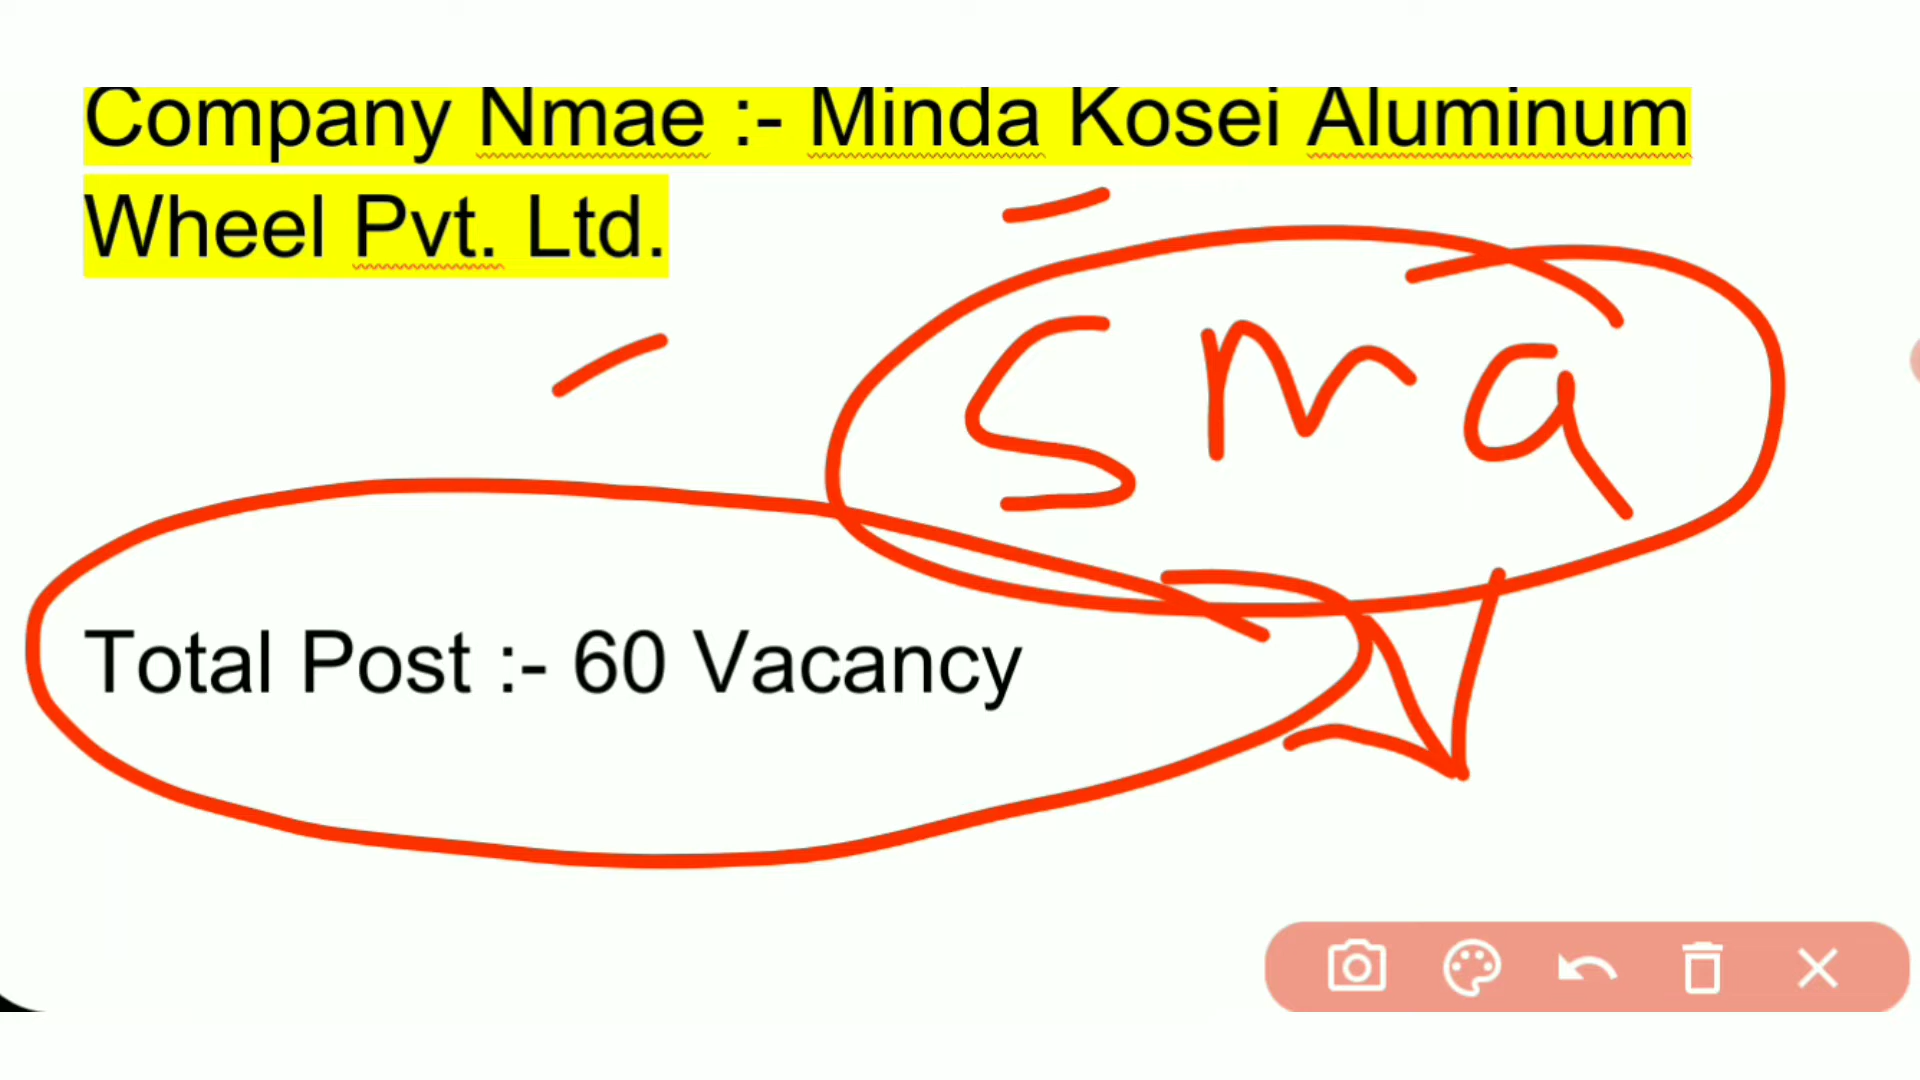 Company Nmae :- Minda Kosei Aluminum
Wheel Pvt. Ltd.
sma
Total Post :- 60 Vacancy